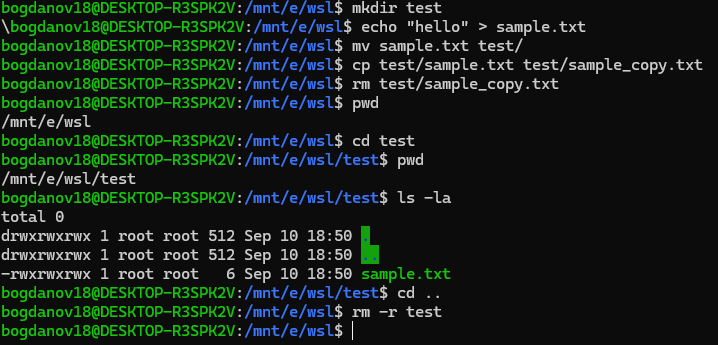 bogdanov18@DESKTOP-R3SPK2V:/mnt/e/wsl$ mkdir test
\bogdanov18@DESKTOP-R3SPK2V:/mnt/e/wsl$ echo "hello" > sample.txt
bogdanov18@DESKTOP-R3SPK2V:/mnt/e/wsl$ mv sample.txt test/
bogdanov18@DESKTOP-R3SPK2V:/mnt/e/wsl$ cp test/sample.txt test/sample_copy.txt
bogdanov18@DESKTOP-R3SPK2V:/mnt/e/wsl$ rm test/sample_copy.txt
bogdanov18@DESKTOP-R3SPK2V:/mnt/e/wsl$ pwd
/mnt/e/wsl
bogdanov18@DESKTOP-R3SPK2V:/mnt/e/wsl$ cd test
bogdanov18@DESKTOP-R3SPK2V:/mnt/e/wsl/test$ pwd
/mnt/e/wsl/test
bogdanov18@DESKTOP-R3SPK2V:/mnt/e/wsl/test$ ls -la
total 0
drwxrwxrwx 1 root root 512 Sep 10 18:50 .
drwxrwxrwx 1 root root 512 Sep 10 18:50 ..
-rwxrwxrwx 1 root root   6 Sep 10 18:50 sample.txt
bogdanov18@DESKTOP-R3SPK2V:/mnt/e/wsl/test$ cd ..
bogdanov18@DESKTOP-R3SPK2V:/mnt/e/wsl$ rm -r test
bogdanov18@DESKTOP-R3SPK2V:/mnt/e/wsl$